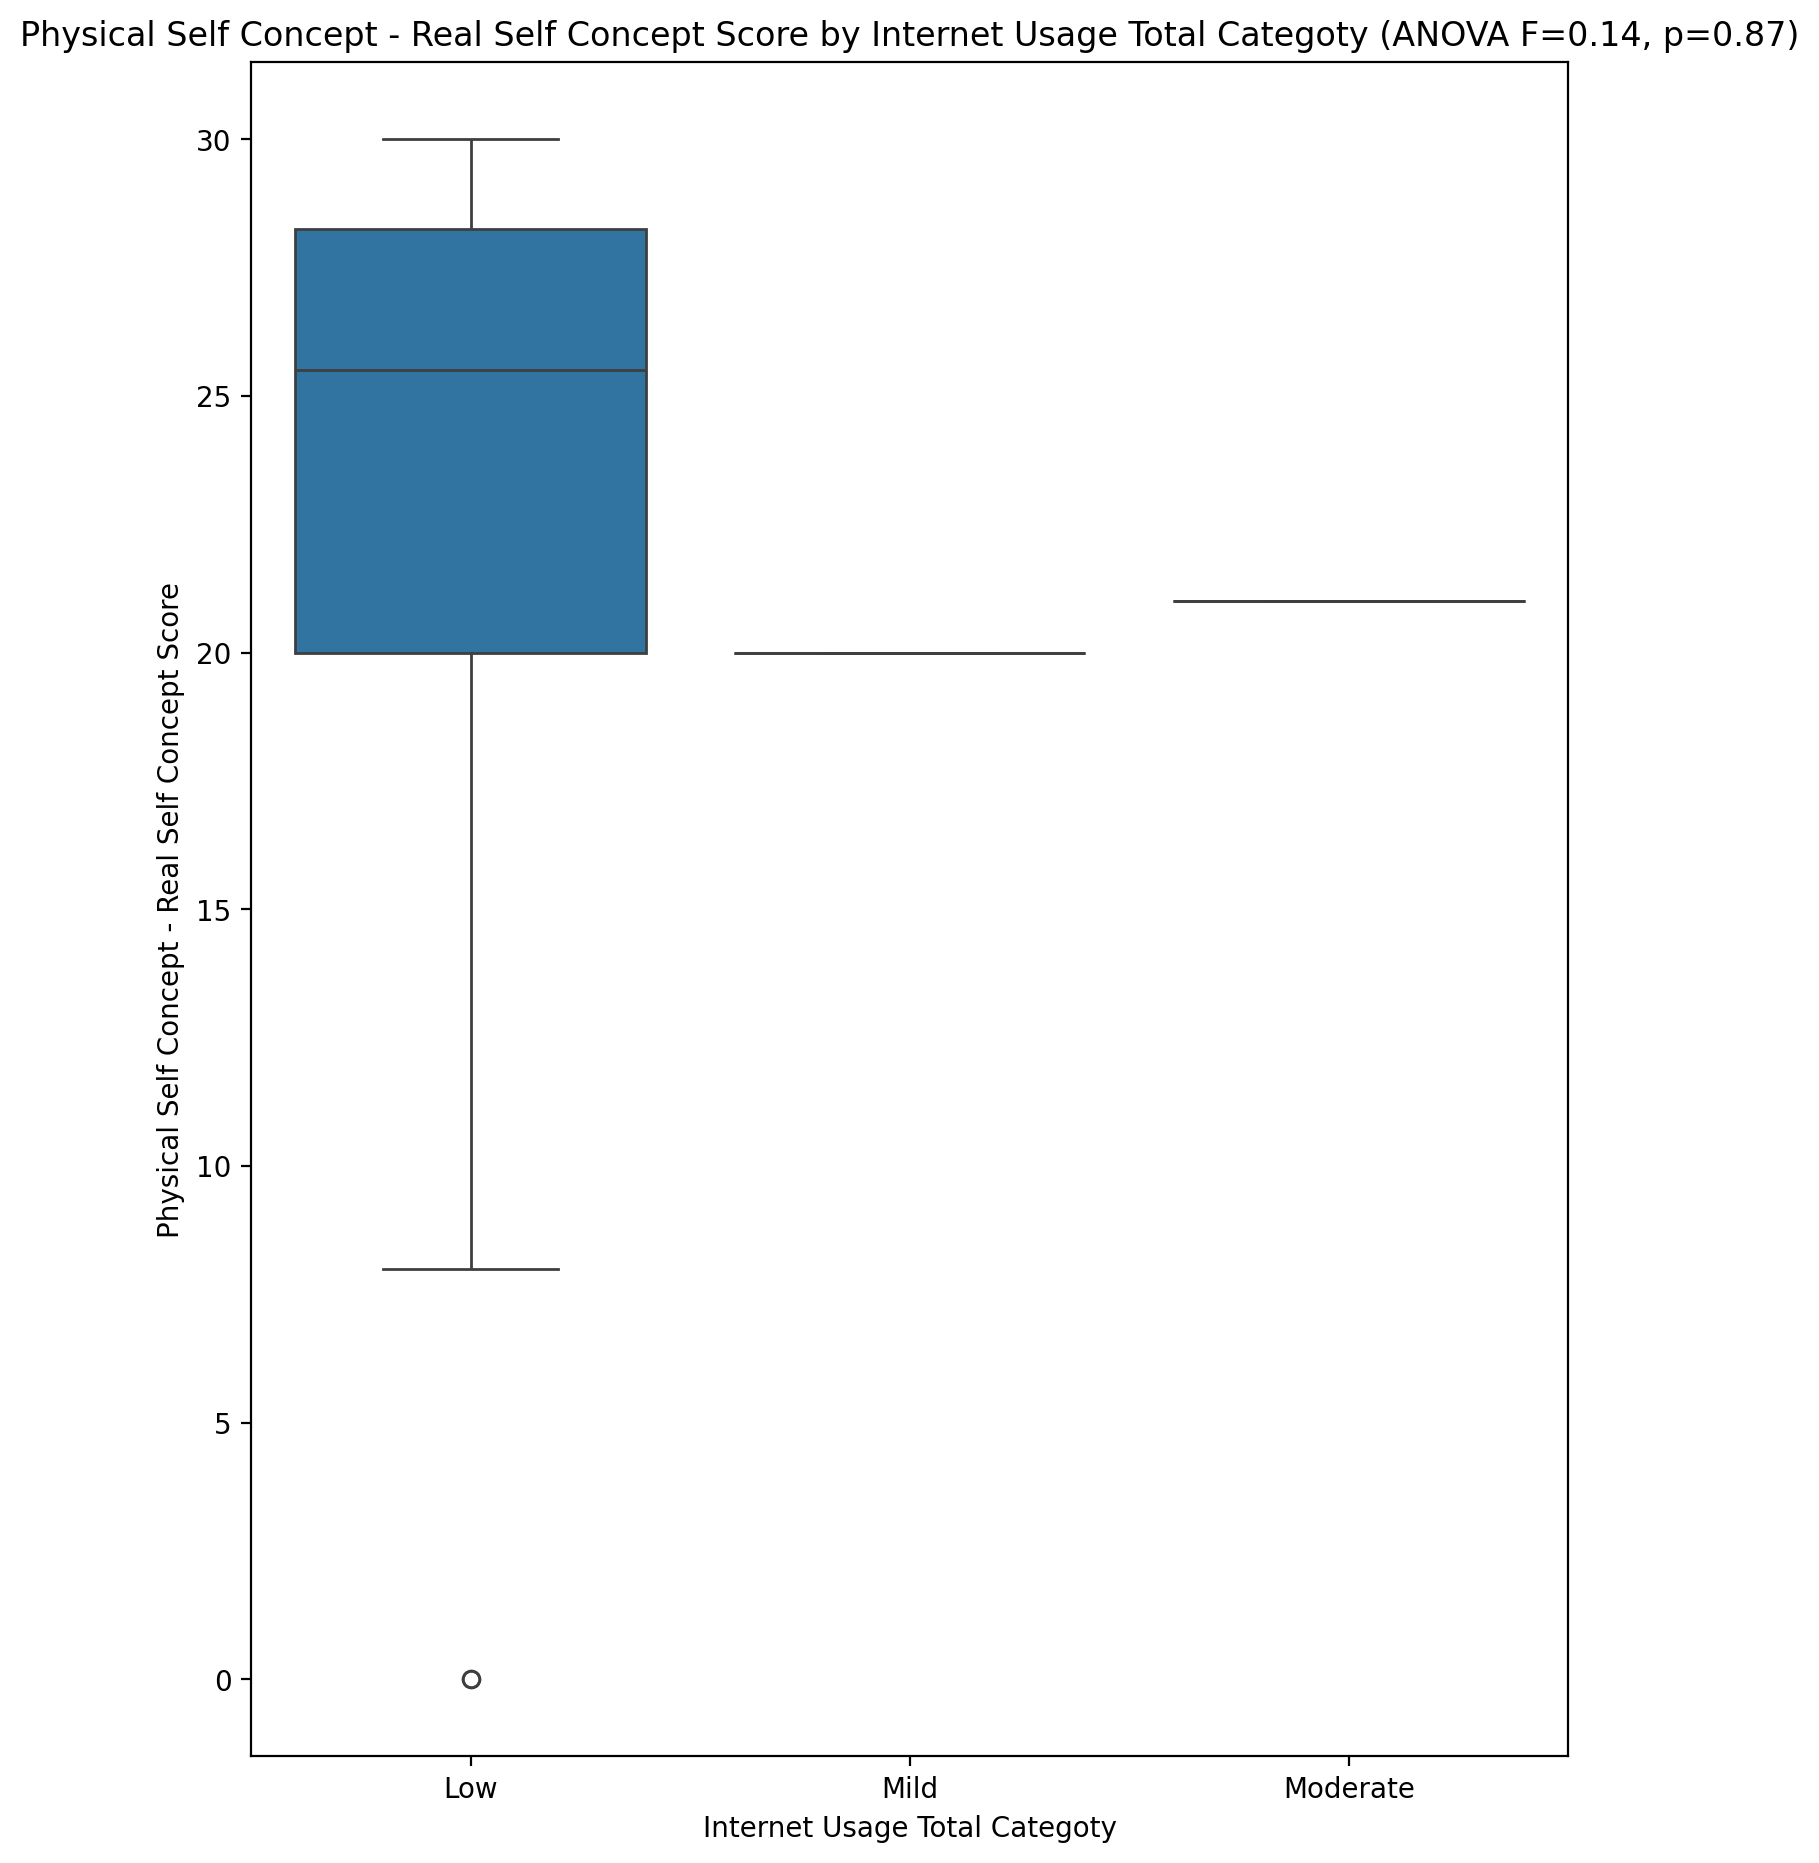 Physical Self Concept - Real Self Concept Score by Internet Usage Total Categoty (ANOVA F=0.14, p=0.87)
Physical Self Concept - Real Self Concept Score
30
25
20
15
10
5
0
Low Mild Moderate
Internet Usage Total Categoty